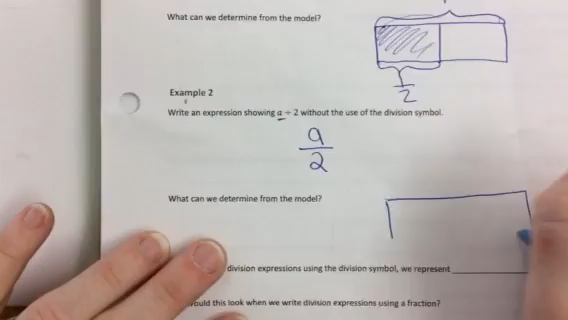 What can we determine from the model?
2
Example 2
Write an expression showing a ÷ 2 without the use of the division symbol.
a
2
What can we determine from the model?
division expressions using the division symbol, we represent
this look when we write division expressions using a fraction?